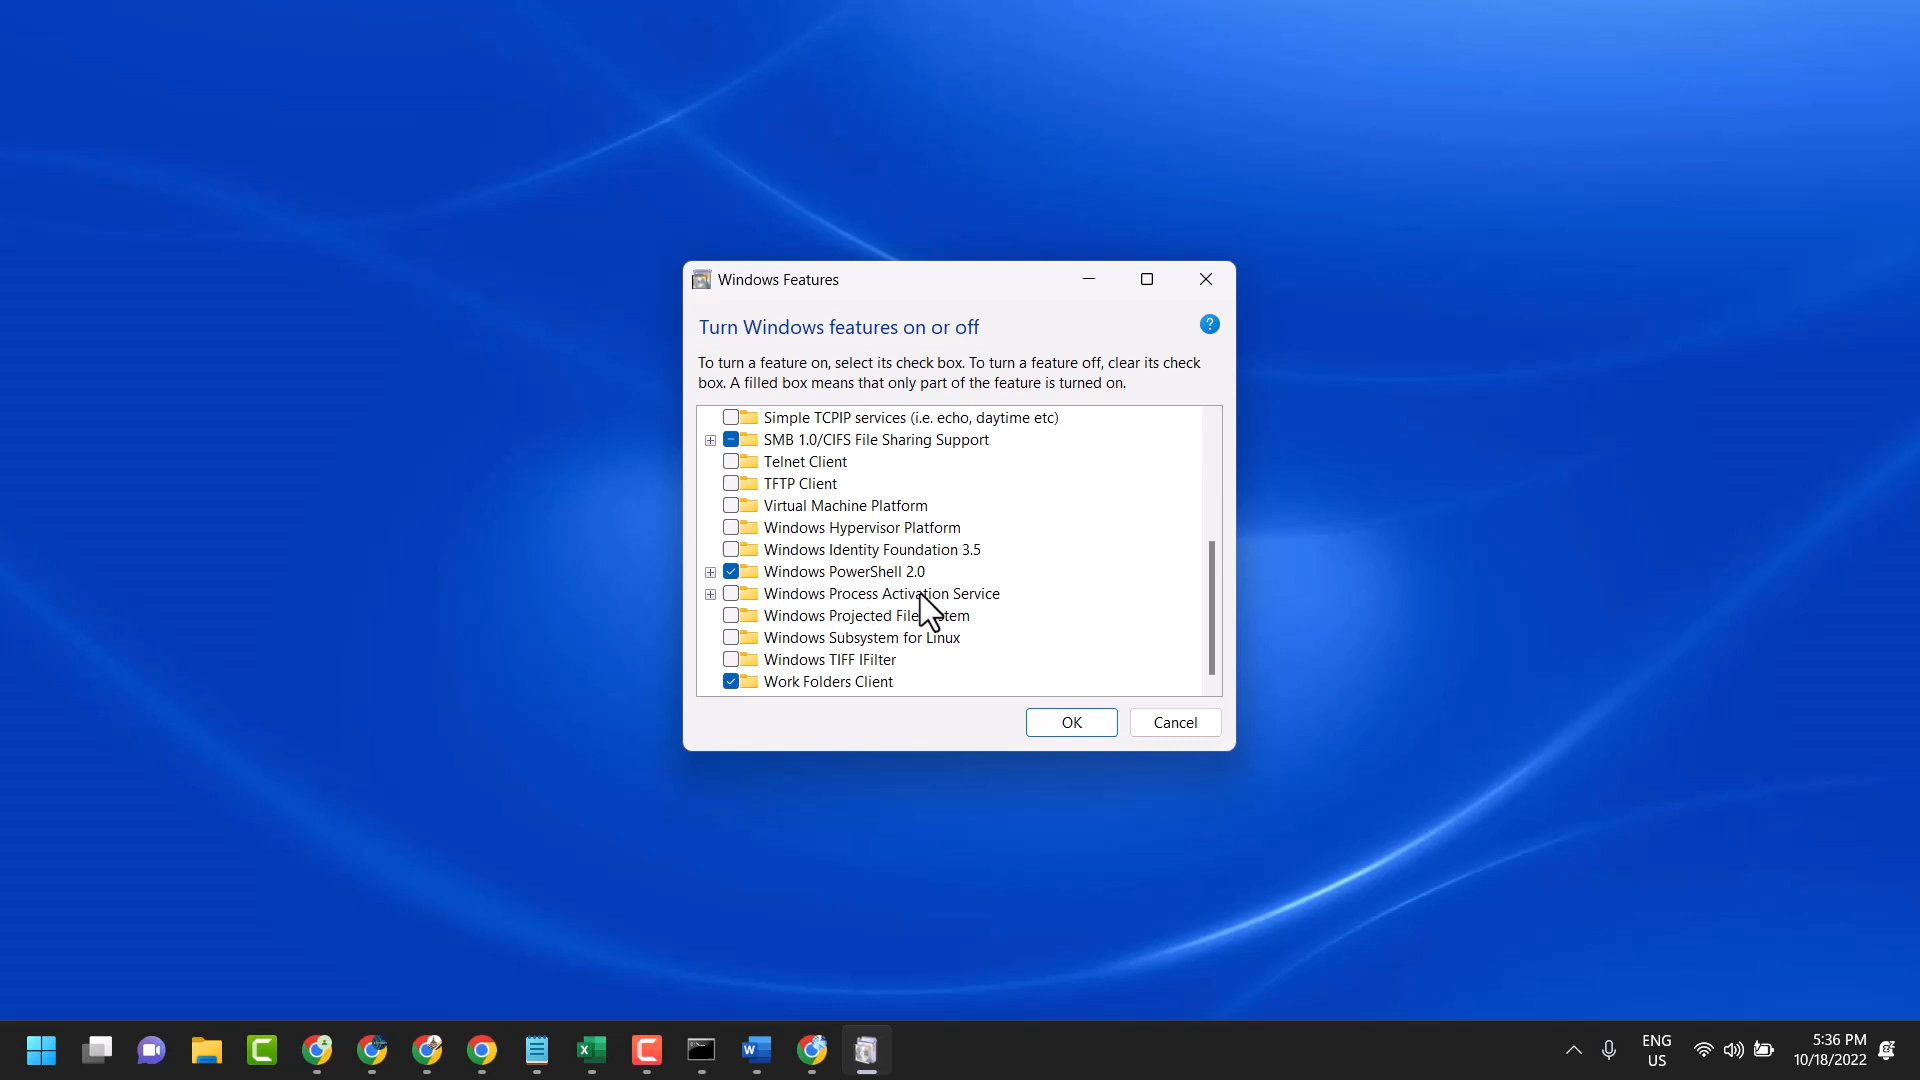 Windows Features
Turn Windows features on or off
To turn a feature on, select its check box. To turn a feature off, clear its check
box. A filled box means that only part of the feature is turned on.
Simple TCPIP services (i.e. echo, daytime etc)
SMB 1.0/CIFS File Sharing Support
Telnet Client
TFTP Client
Virtual Machine Platform
Windows Hypervisor Platform
Windows Identity Foundation 3.5
Windows PowerShell 2.0
Windows Process Activation Service
Windows Projected File
Windows Subsystem for Linux
Windows TIFF IFilter
Work Folders Client
OK
Cancel
ENG
US
5:36 PM
10/18/2022